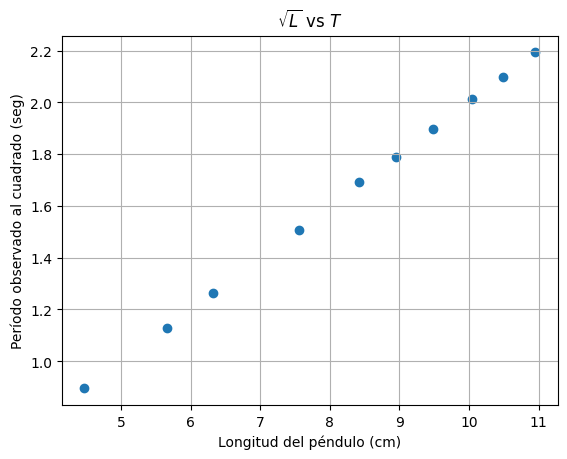 √L vs T
Período observado al cuadrado (seg)
2.2
2.0
1.8
1.6
1.4
1.2
1.0
5 6 7 8 9 10 11
Longitud del péndulo (cm)